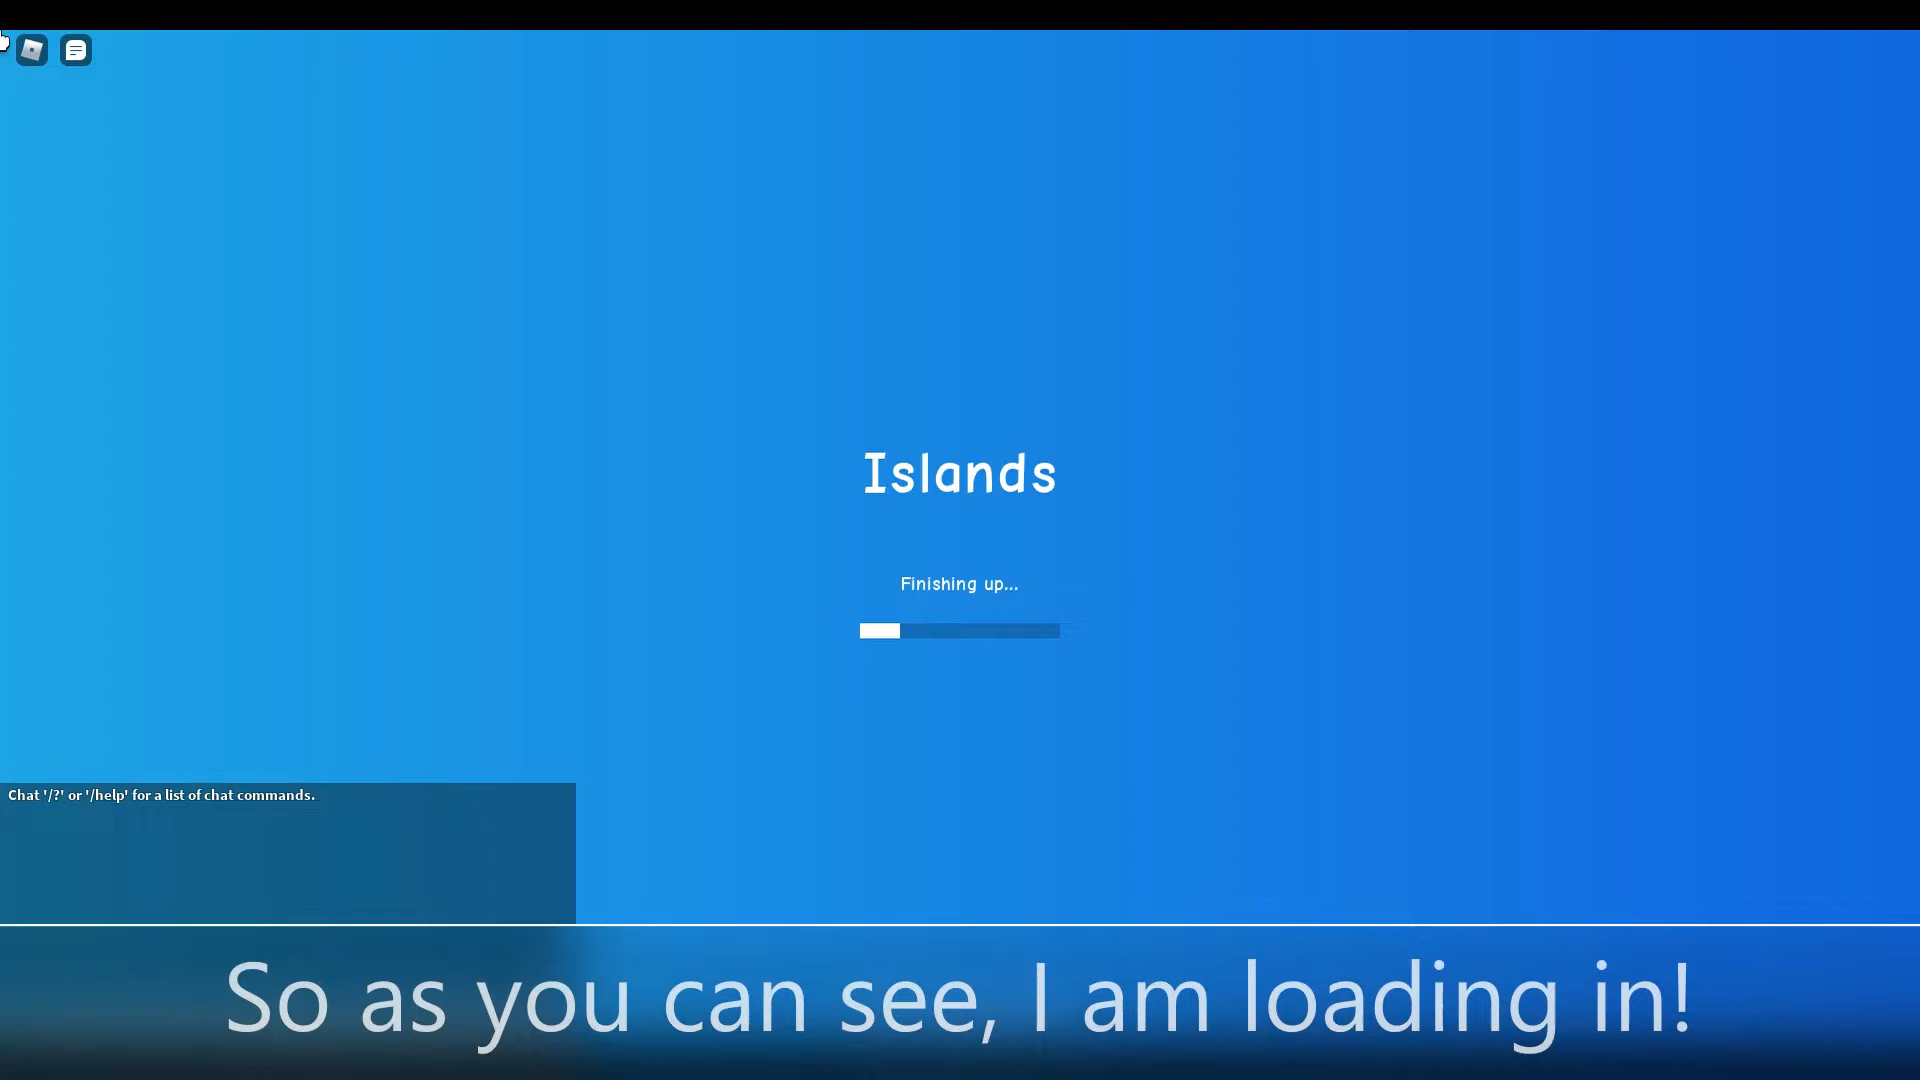 Islands
Finishing up...
Chat '/?' or '/help' for a list of chat commands.
So as you can see, I am loading in!